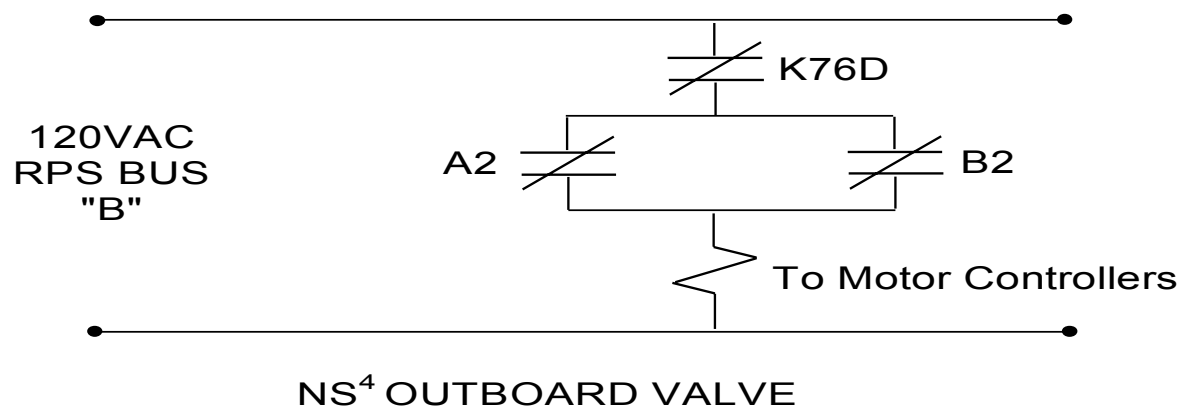 K76D
120VAC
RPS BUS
"B"
A2
B2
To Motor Controllers
NS⁴ OUTBOARD VALVE